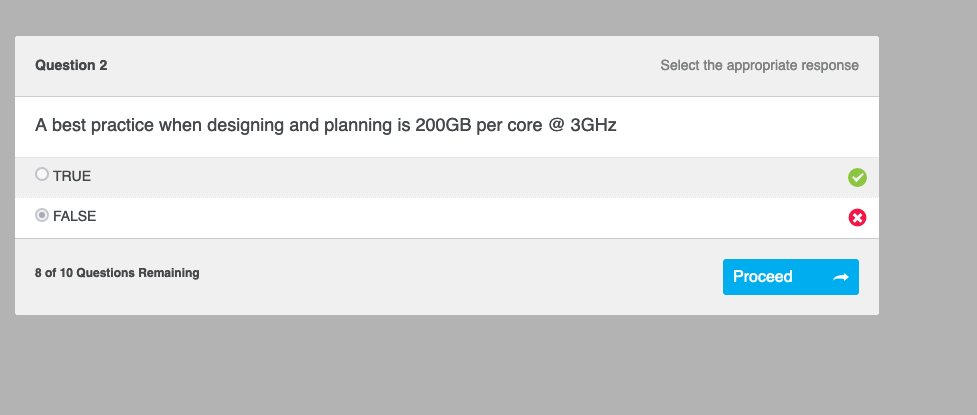 Question 2
Select the appropriate response
A best practice when designing and planning is 200GB per core @ 3GHz
TRUE
FALSE
8 of 10 Questions Remaining
Proceed